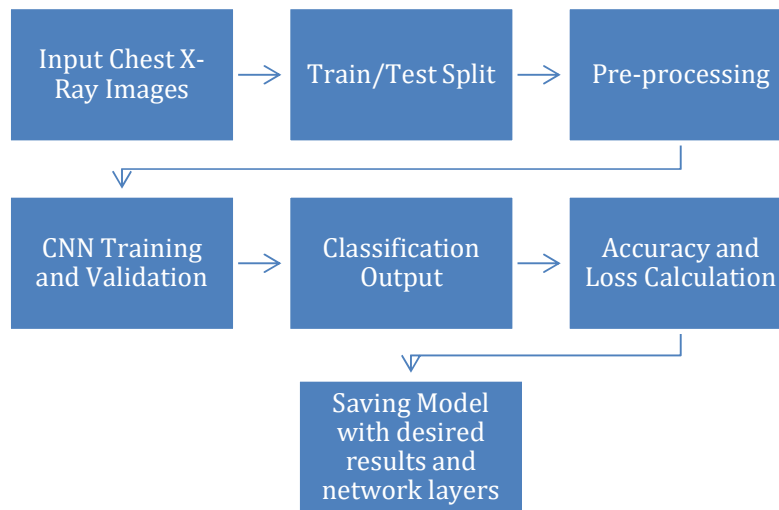 Input Chest X-
Ray Images
Train/Test Split
Pre-processing
CNN Training
and Validation
Classification
Output
Accuracy and
Loss Calculation
Saving Model
with desired
results and
network layers